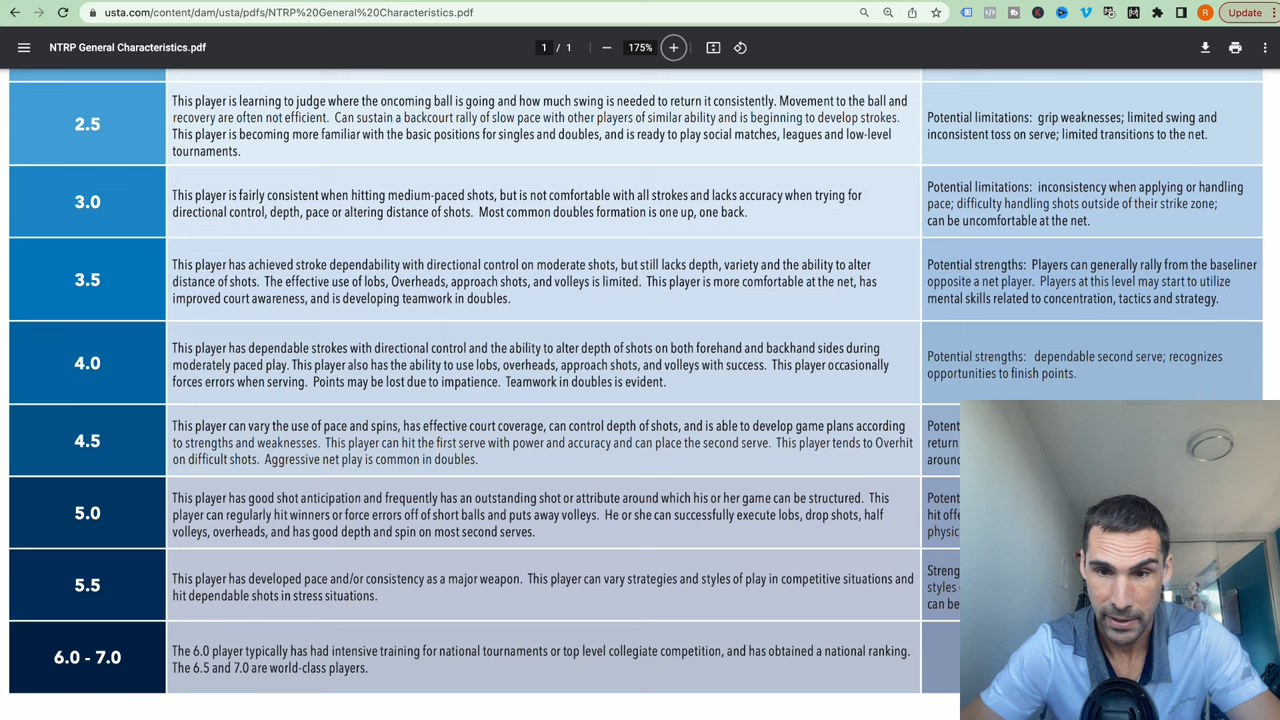 usta.com/content/dam/usta/pdfs/NTRP%20General%20Characteristics.pdf
R
Update
NTRP General Characteristics.pdf
1 / 1
175%
2.5
This player is learning to judge where the oncoming ball is going and how much swing is needed to return it consistently. Movement to the ball and
recovery are often not efficient. Can sustain a backcourt rally of slow pace with other players of similar ability and is beginning to develop strokes.
This player is becoming more familiar with the basic positions for singles and doubles, and is ready to play social matches, leagues and low-level
tournaments.
Potential limitations: grip weaknesses; limited swing and
inconsistent toss on serve; limited transitions to the net.
3.0
This player is fairly consistent when hitting medium-paced shots, but is not comfortable with all strokes and lacks accuracy when trying for
directional control, depth, pace or altering distance of shots. Most common doubles formation is one up, one back.
Potential limitations: inconsistency when applying or handling
pace; difficulty handling shots outside of their strike zone;
can be uncomfortable at the net.
3.5
This player has achieved stroke dependability with directional control on moderate shots, but still lacks depth, variety and the ability to alter
distance of shots. The effective use of lobs, Overheads, approach shots, and volleys is limited. This player is more comfortable at the net, has
improved court awareness, and is developing teamwork in doubles.
Potential strengths: Players can generally rally from the baseliner
opposite a net player. Players at this level may start to utilize
mental skills related to concentration, tactics and strategy.
4.0
This player has dependable strokes with directional control and the ability to alter depth of shots on both forehand and backhand sides during
moderately paced play. This player also has the ability to use lobs, overheads, approach shots, and volleys with success. This player occasionally
forces errors when serving. Points may be lost due to impatience. Teamwork in doubles is evident.
Potential strengths: dependable second serve; recognizes
opportunities to finish points.
4.5
This player can vary the use of pace and spins, has effective court coverage, can control depth of shots, and is able to develop game plans according
to strengths and weaknesses. This player can hit the first serve with power and accuracy and can place the second serve. This player tends to Overhit
on difficult shots. Aggressive net play is common in doubles.
Potent
return
around
5.0
This player has good shot anticipation and frequently has an outstanding shot or attribute around which his or her game can be structured. This
player can regularly hit winners or force errors off of short balls and puts away volleys. He or she can successfully execute lobs, drop shots, half
volleys, overheads, and has good depth and spin on most second serves.
Potent
hit offe
physic
5.5
This player has developed pace and/or consistency as a major weapon. This player can vary strategies and styles of play in competitive situations and
hit dependable shots in stress situations.
Streng
styles
can be
6.0 - 7.0
The 6.0 player typically has had intensive training for national tournaments or top level collegiate competition, and has obtained a national ranking.
The 6.5 and 7.0 are world-class players.